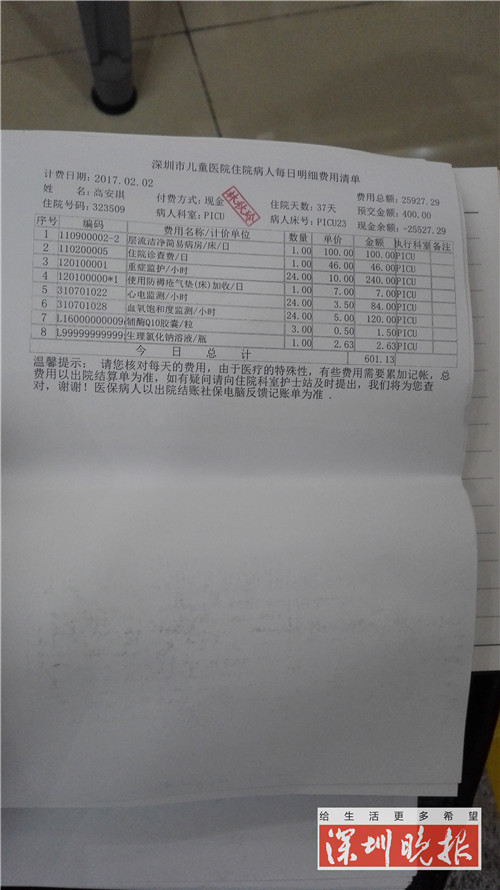 深圳市儿童医院住院病人每日明细费用清单
计费日期: 2017.02.02 费用总额: 25927.29
姓 名: 高安琪 付费方式: 现金 住院天数: 37天 预交金额: 400.00
住院号码: 323509 病人科室: PICU 病人床号: PICU23 现金余额: -25527.29
序号 编码 费用名称/计价单位 数量 单价 金额 执行科室 备注
1 110900002-2 层流洁净简易病房/床/日 1.00 100.00 100.00 PICU
2 110200005 住院诊查费/日 1.00 46.00 46.00 PICU
3 120100001 重症监护/小时 24.00 10.00 240.00 PICU
4 120100000*1 使用防褥疮气垫(床)加收/日 1.00 7.00 7.00 PICU
5 310701022 心电监测/小时 24.00 3.50 84.00 PICU
6 310701028 血氧饱和度监测/小时 24.00 5.00 120.00 PICU
7 L16000000009 辅酶Q10胶囊/粒 3.00 0.50 1.50 PICU
8 L99999999999 生理氯化钠溶液/瓶 1.00 2.63 2.63 PICU
今 日 总 计 601.13
温馨提示: 请您核对每天的费用，由于医疗的特殊性，有些费用需要累加记帐，总
费用以出院结算单为准，如有疑问请向住院科室护士站及时提出，我们将为您查
对，谢谢！医保病人以出院结账社保电脑反馈记账单为准．
给生活更多希望
深圳晚报